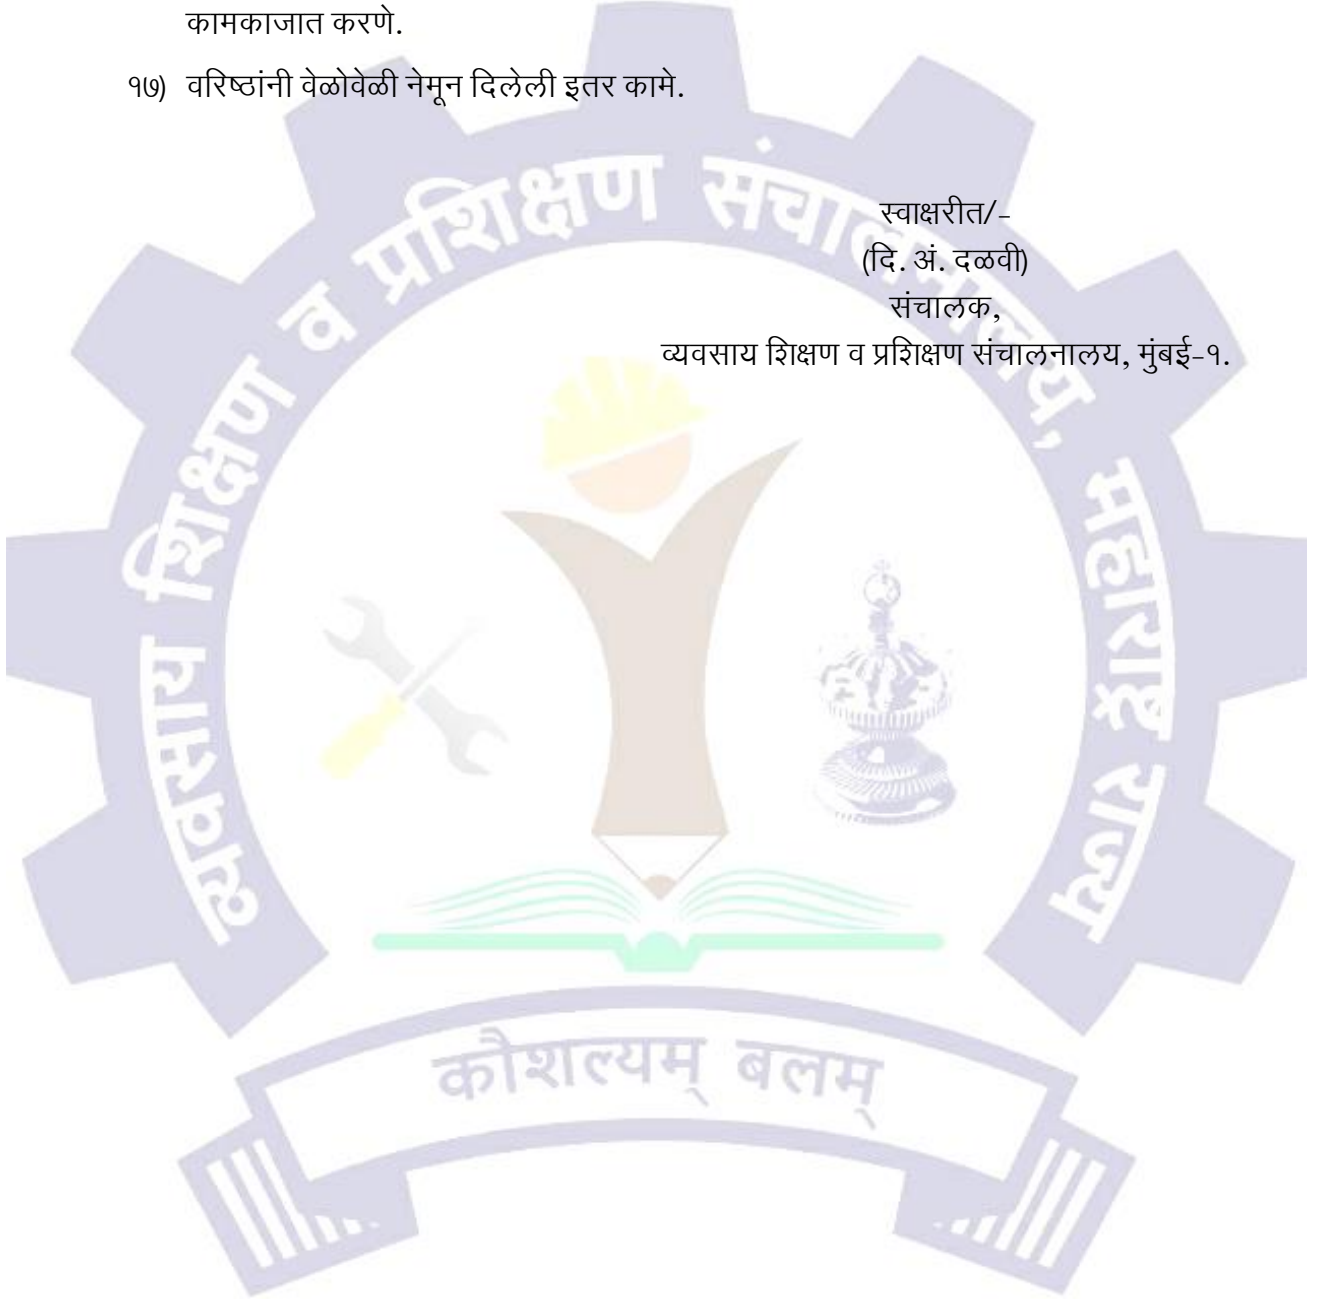 कामकाजात करणे.
१७) वरिष्ठांनी वेळोवेळी नेमून दिलेली इतर कामे.
स्वाक्षरीत/-
(दि. अं. दळवी)
संचालक,
व्यवसाय शिक्षण व प्रशिक्षण संचालनालय, मुंबई-१.
व्यवसाय शिक्षण व प्रशिक्षण संचालनालय, महाराष्ट्र राज्य
कौशल्यम् बलम्